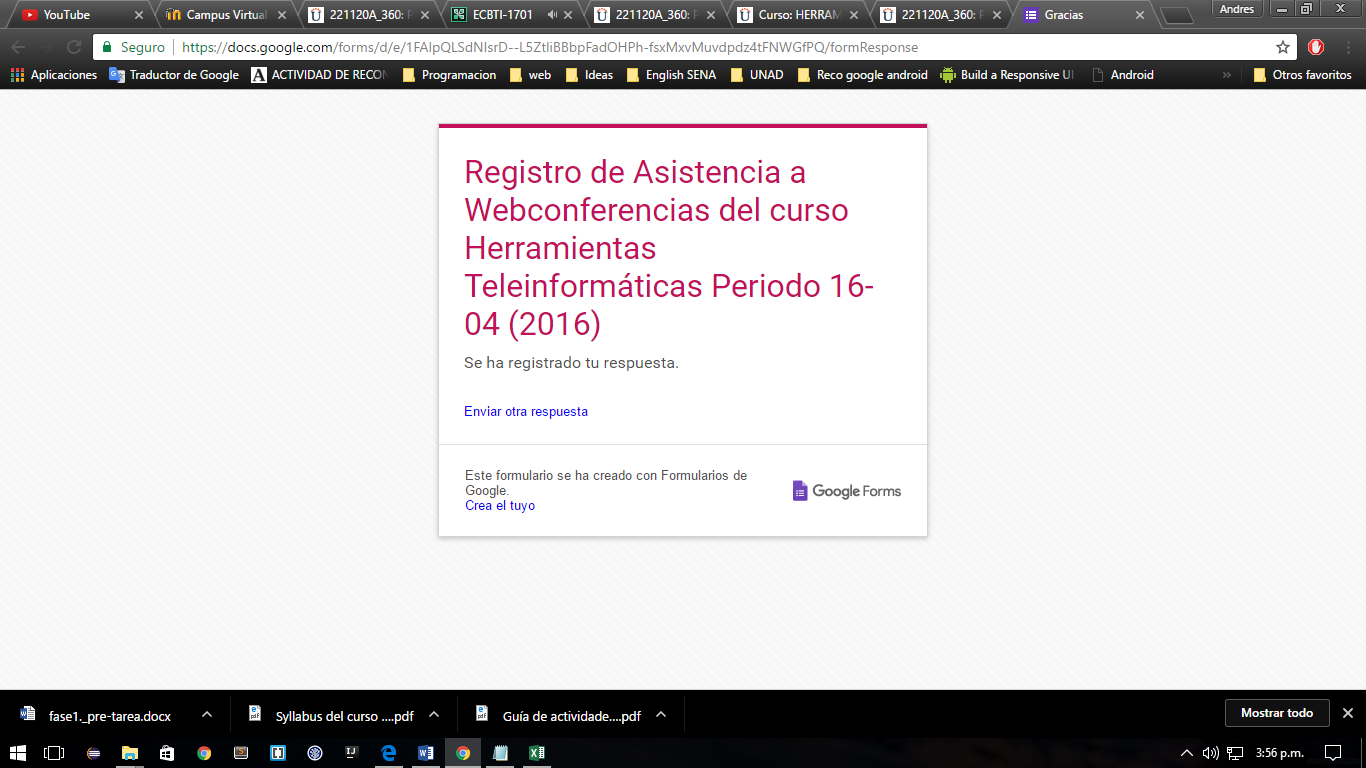 YouTube
Campus Virtual
221120A_360: P
ECBTI-1701
221120A_360: P
Curso: HERRAM
221120A_360: P
Gracias
Andres
Seguro
https://docs.google.com/forms/d/e/1FAIpQLSdNIsrD--L5ZtIiBBbpFadOHPh-fsxMxvMuvdpdz4tFNWGfPQ/formResponse
Aplicaciones
Traductor de Google
ACTIVIDAD DE RECON
Programacion
web
Ideas
English SENA
UNAD
Reco google android
Build a Responsive UI
Android
»
Otros favoritos
Registro de Asistencia a
Webconferencias del curso
Herramientas
Teleinformáticas Periodo 16-
04 (2016)
Se ha registrado tu respuesta.
Enviar otra respuesta
Este formulario se ha creado con Formularios de
Google.
Crea el tuyo
Google Forms
fase1._pre-tarea.docx
Syllabus del curso ....pdf
Guía de actividade....pdf
Mostrar todo
3:56 p.m.